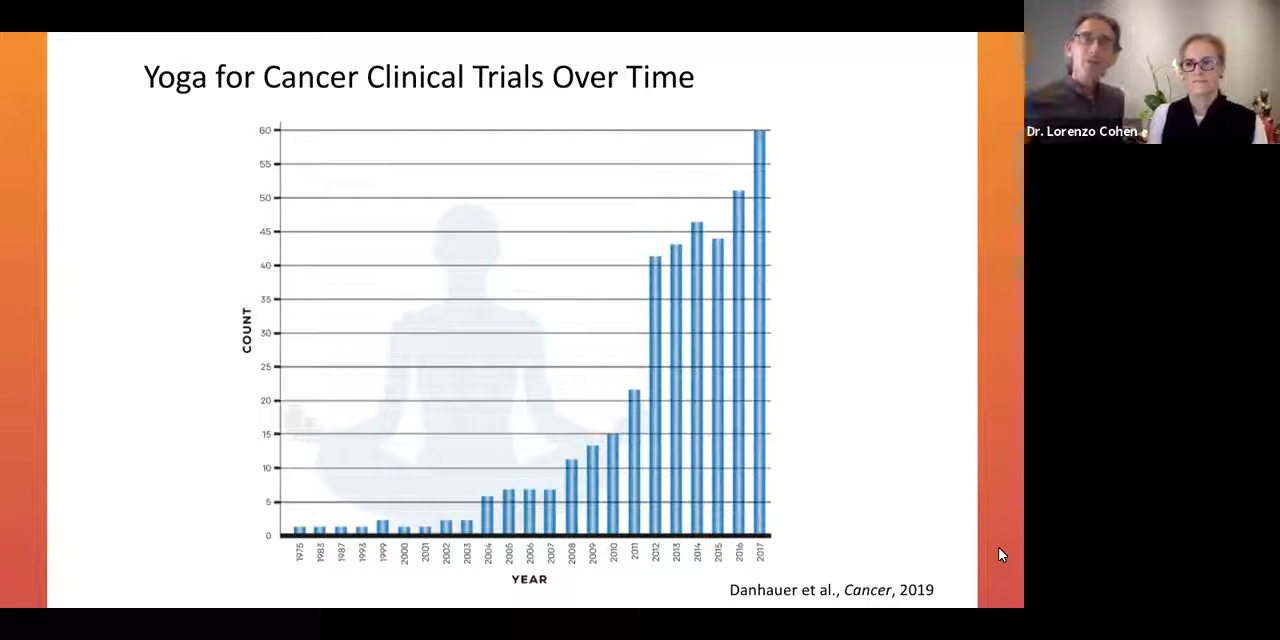 Yoga for Cancer Clinical Trials Over Time
Dr. Lorenzo Cohen
60
55
50
45
40
35
30
25
20
15
10
5
0
COUNT
1975 1983 1987 1993 1999 2000 2001 2002 2003 2004 2005 2006 2007 2008 2009 2010 2011 2012 2013 2014 2015 2016 2017
YEAR
Danhauer et al., Cancer, 2019